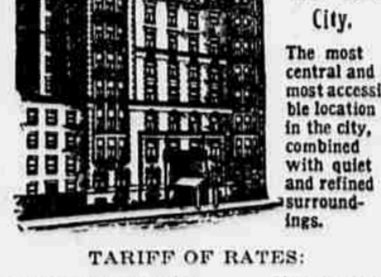 City.
The most
central and
most accessi
ble location
in the city,
combined
with quiet
and refined
surround-
ings.
TARIFF OF RATES: